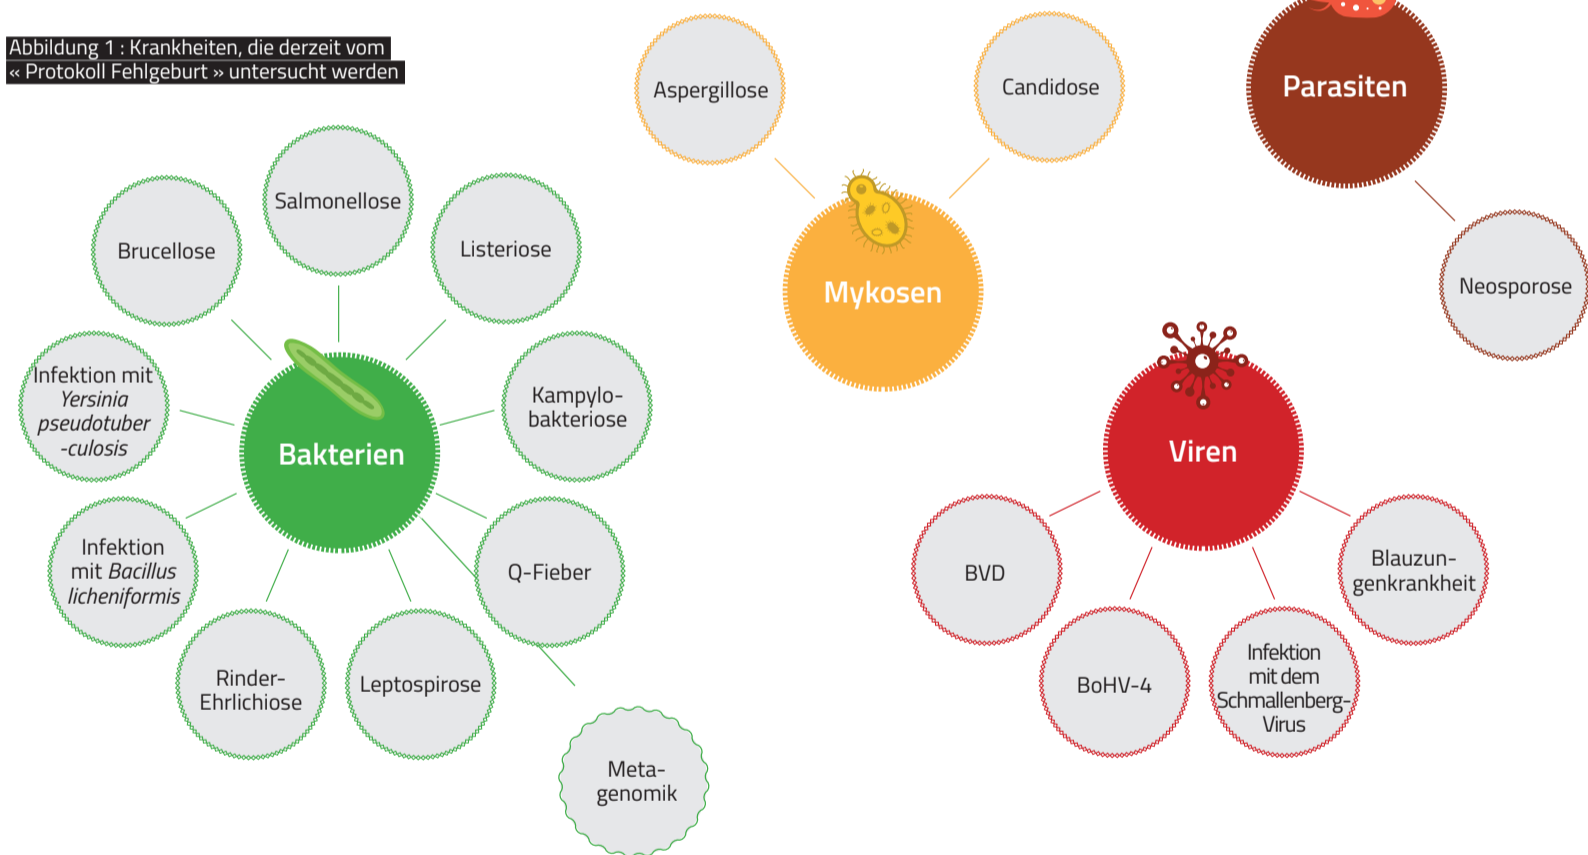 Abbildung 1 : Krankheiten, die derzeit vom
« Protokoll Fehlgeburt » untersucht werden
Salmonellose
Brucellose
Listeriose
Infektion mit
Yersinia
pseudotuber
-culosis
Kampylo-
bakteriose
Bakterien
Infektion
mit Bacillus
licheniformis
Q-Fieber
Rinder-
Ehrlichiose
Leptospirose
Meta-
genomik
Aspergillose
Candidose
Mykosen
Parasiten
Neosporose
Viren
BVD
BoHV-4
Infektion
mit dem
Schmallenberg-
Virus
Blauzun-
genkrankheit